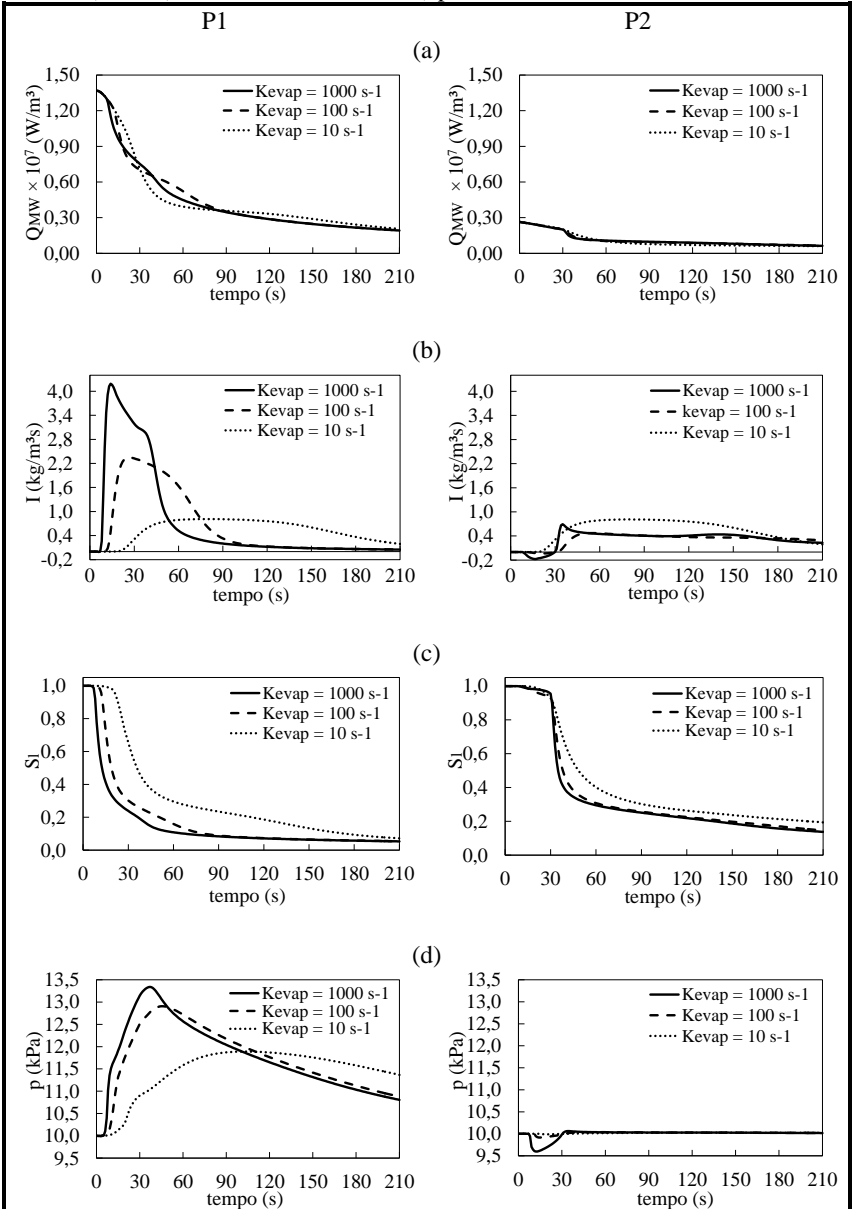 P1 P2
(a)
Q_MW × 10⁷ (W/m³)
1,50
1,20
0,90
0,60
0,30
0,00
Kevap = 1000 s-1
Kevap = 100 s-1
Kevap = 10 s-1
0 30 60 90 120 150 180 210
tempo (s)
Q_MW × 10⁷ (W/m³)
1,50
1,20
0,90
0,60
0,30
0,00
Kevap = 1000 s-1
Kevap = 100 s-1
Kevap = 10 s-1
0 30 60 90 120 150 180 210
tempo (s)
(b)
I (kg/m³s)
4,0
3,4
2,8
2,2
1,6
1,0
0,4
-0,2
Kevap = 1000 s-1
Kevap = 100 s-1
Kevap = 10 s-1
0 30 60 90 120 150 180 210
tempo (s)
I (kg/m³s)
4,0
3,4
2,8
2,2
1,6
1,0
0,4
-0,2
Kevap = 1000 s-1
kevap = 100 s-1
Kevap = 10 s-1
0 30 60 90 120 150 180 210
tempo (s)
(c)
S_l
1,0
0,8
0,6
0,4
0,2
0,0
Kevap = 1000 s-1
Kevap = 100 s-1
Kevap = 10 s-1
0 30 60 90 120 150 180 210
tempo (s)
S_l
1,0
0,8
0,6
0,4
0,2
0,0
Kevap = 1000 s-1
Kevap = 100 s-1
Kevap = 10 s-1
0 30 60 90 120 150 180 210
tempo (s)
(d)
p (kPa)
13,5
13,0
12,5
12,0
11,5
11,0
10,5
10,0
9,5
Kevap = 1000 s-1
Kevap = 100 s-1
Kevap = 10 s-1
0 30 60 90 120 150 180 210
tempo (s)
p (kPa)
13,5
13,0
12,5
12,0
11,5
11,0
10,5
10,0
9,5
Kevap = 1000 s-1
Kevap = 100 s-1
Kevap = 10 s-1
0 30 60 90 120 150 180 210
tempo (s)